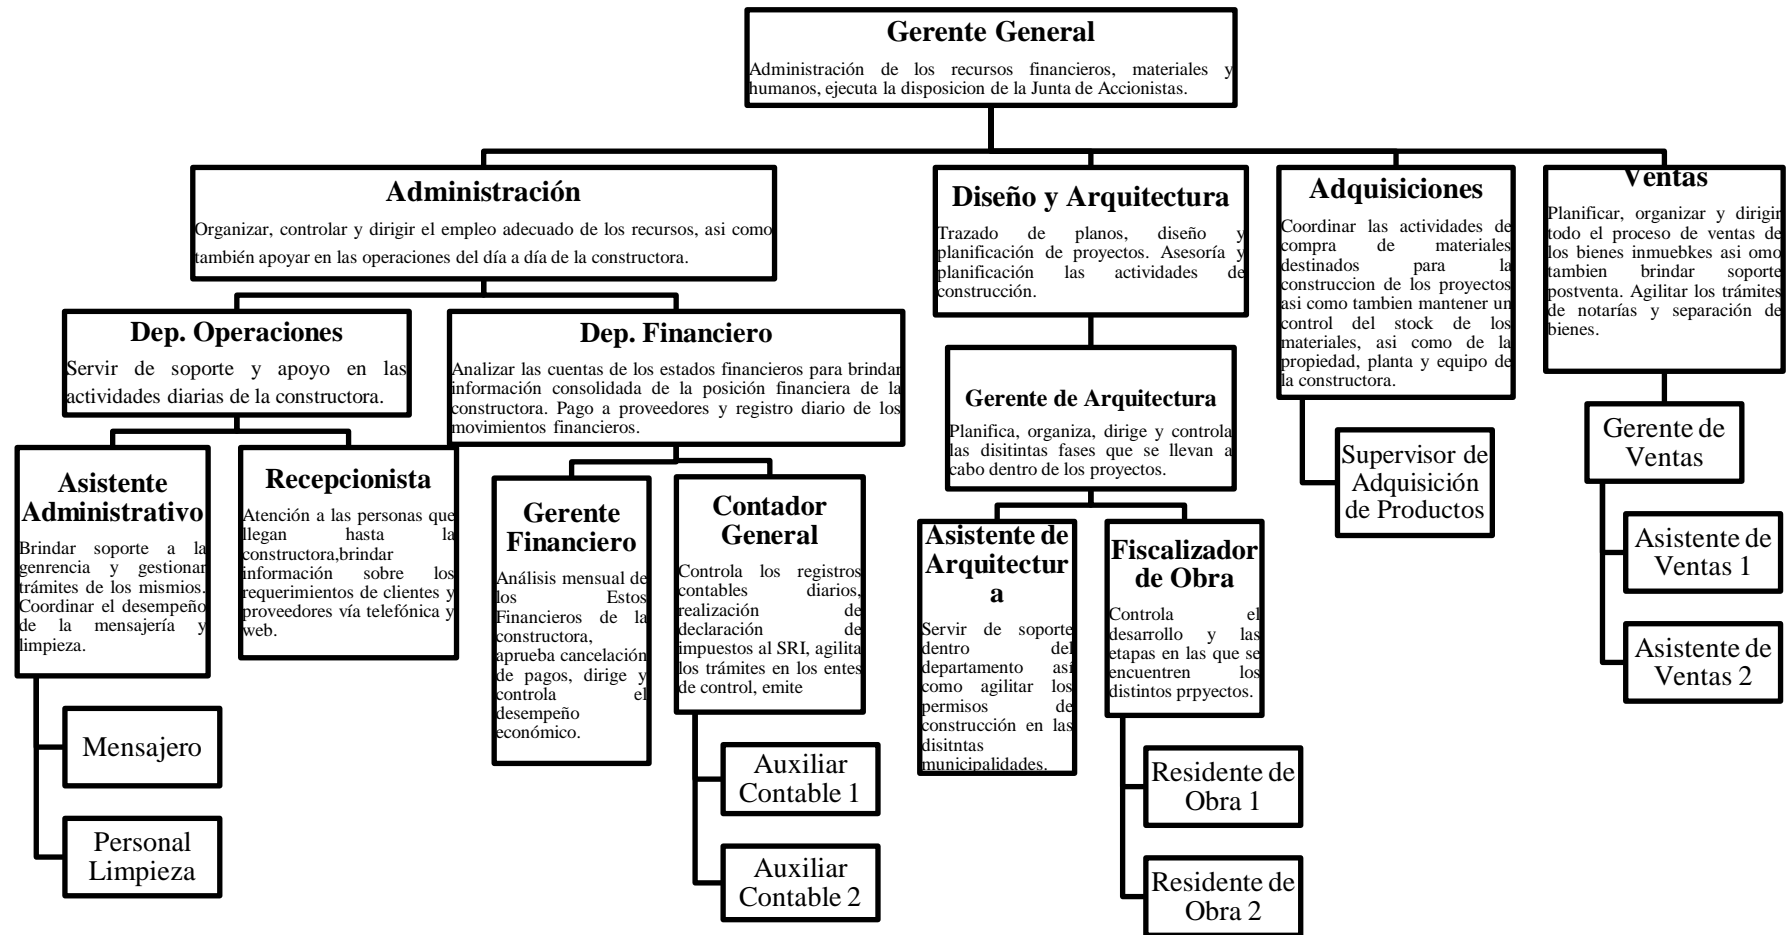 Gerente General
Administración de los recursos financieros, materiales y
humanos, ejecuta la disposicion de la Junta de Accionistas.
Administración
Organizar, controlar y dirigir el empleo adecuado de los recursos, asi como
también apoyar en las operaciones del día a día de la constructora.
Diseño y Arquitectura
Trazado de planos, diseño y
planificación de proyectos. Asesoría y
planificación las actividades de
construcción.
Adquisiciones
Coordinar las actividades de
compra de materiales
destinados para la
construccion de los proyectos
asi como tambien mantener un
control del stock de los
materiales, asi como de la
propiedad, planta y equipo de
la constructora.
Ventas
Planificar, organizar y dirigir
todo el proceso de ventas de
los bienes inmuebkes asi omo
tambien brindar soporte
postventa. Agilitar los trámites
de notarías y separación de
bienes.
Dep. Operaciones
Servir de soporte y apoyo en las
actividades diarias de la constructora.
Dep. Financiero
Analizar las cuentas de los estados financieros para brindar
información consolidada de la posición financiera de la
constructora. Pago a proveedores y registro diario de los
movimientos financieros.
Gerente de Arquitectura
Planifica, organiza, dirige y controla
las disitintas fases que se llevan a
cabo dentro de los proyectos.
Supervisor de
Adquisición
de Productos
Gerente de
Ventas
Asistente de
Ventas 1
Asistente de
Ventas 2
Asistente
Administrativo
Brindar soporte a la
genrencia y gestionar
trámites de los mismios.
Coordinar el desempeño
de la mensajería y
limpieza.
Recepcionista
Atención a las personas que
llegan hasta la
constructora,brindar
información sobre los
requerimientos de clientes y
proveedores vía telefónica y
web.
Gerente
Financiero
Análisis mensual de
los Estos
Financieros de la
constructora,
aprueba cancelación
de pagos, dirige y
controla el
desempeño
económico.
Contador
General
Controla los registros
contables diarios,
realización de
declaración de
impuestos al SRI, agilita
los trámites en los entes
de control, emite
Asistente de
Arquitectur
a
Servir de soporte
dentro del
departamento así
como agilitar los
permisos de
construcción en las
disitntas
municipalidades.
Fiscalizador
de Obra
Controla el
desarrollo y las
etapas en las que se
encuentren los
distintos prpyectos.
Mensajero
Personal
Limpieza
Auxiliar
Contable 1
Auxiliar
Contable 2
Residente de
Obra 1
Residente de
Obra 2